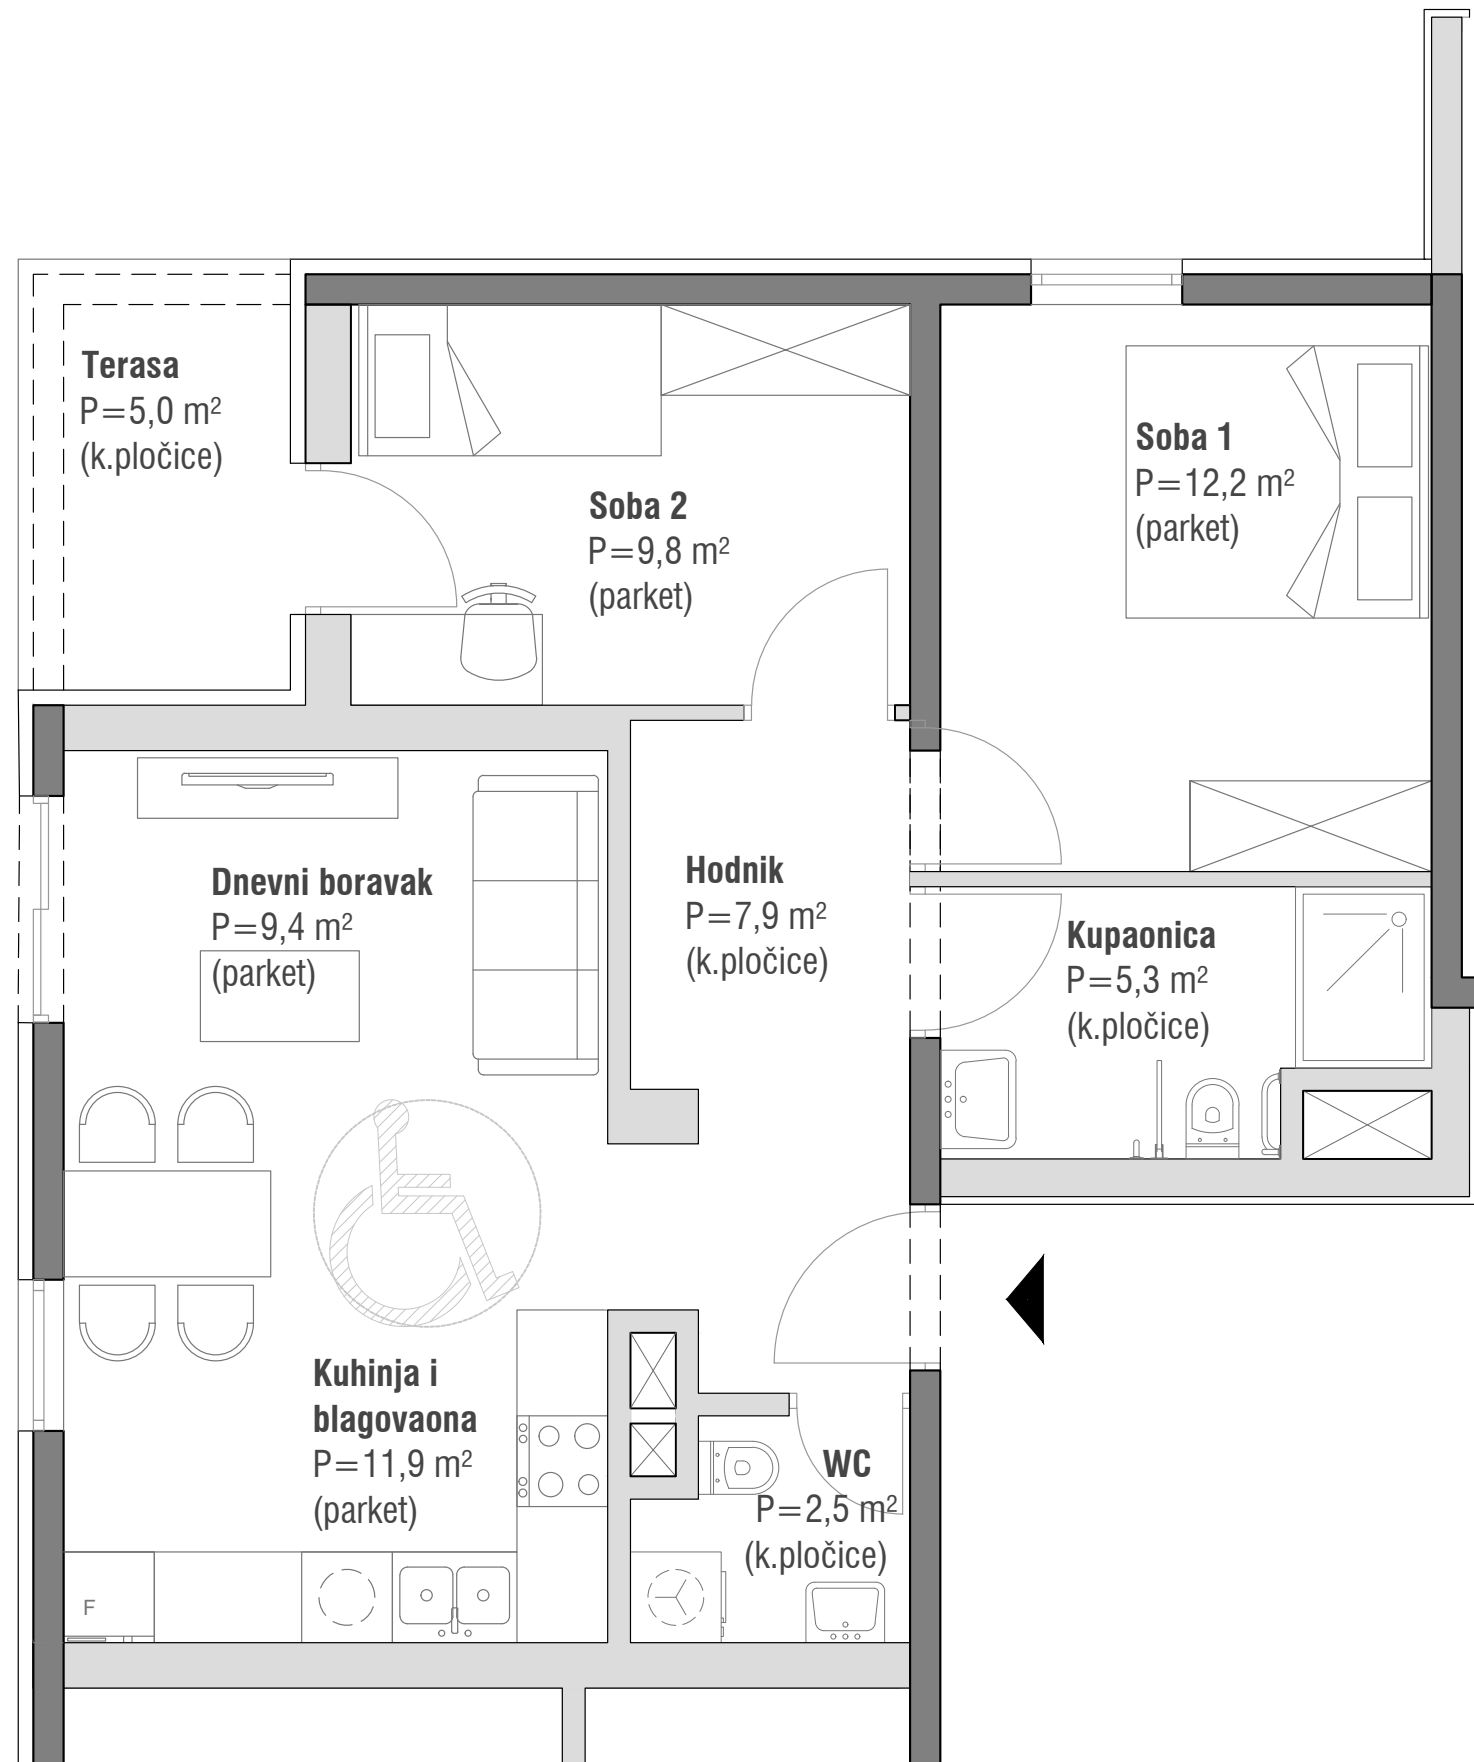 Terasa
P=5,0 m²
(k.pločice)
Soba 1
P=12,2 m²
(parket)
Soba 2
P=9,8 m²
(parket)
Dnevni boravak
P=9,4 m²
(parket)
Hodnik
P=7,9 m²
(k.pločice)
Kupaonica
P=5,3 m²
(k.pločice)
Kuhinja i
blagovaona
P=11,9 m²
(parket)
WC
P=2,5 m²
(k.pločice)
F